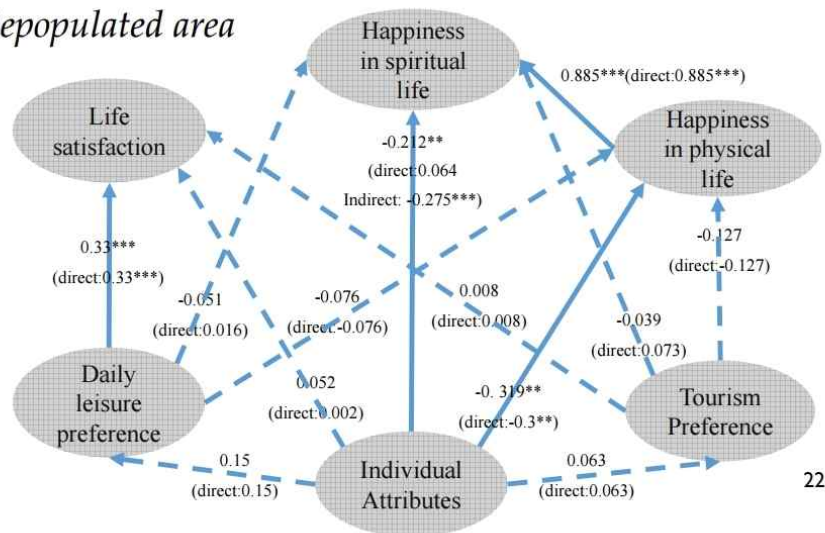 epopulated area
Happiness
in spiritual
life
0.885***(direct:0.885***)
Life
satisfaction
Happiness
in physical
life
-0.212**
(direct:0.064
Indirect: -0.275***)
0.33***
(direct:0.33***)
-0.127
(direct:-0.127)
-0.051
(direct:0.016)
-0.076
(direct:-0.076)
0.008
(direct:0.008)
-0.039
(direct:0.073)
Daily
leisure
preference
0.052
(direct:0.002)
-0. 319**
(direct:-0.3**)
Tourism
Preference
0.15
(direct:0.15)
Individual
Attributes
0.063
(direct:0.063)
22